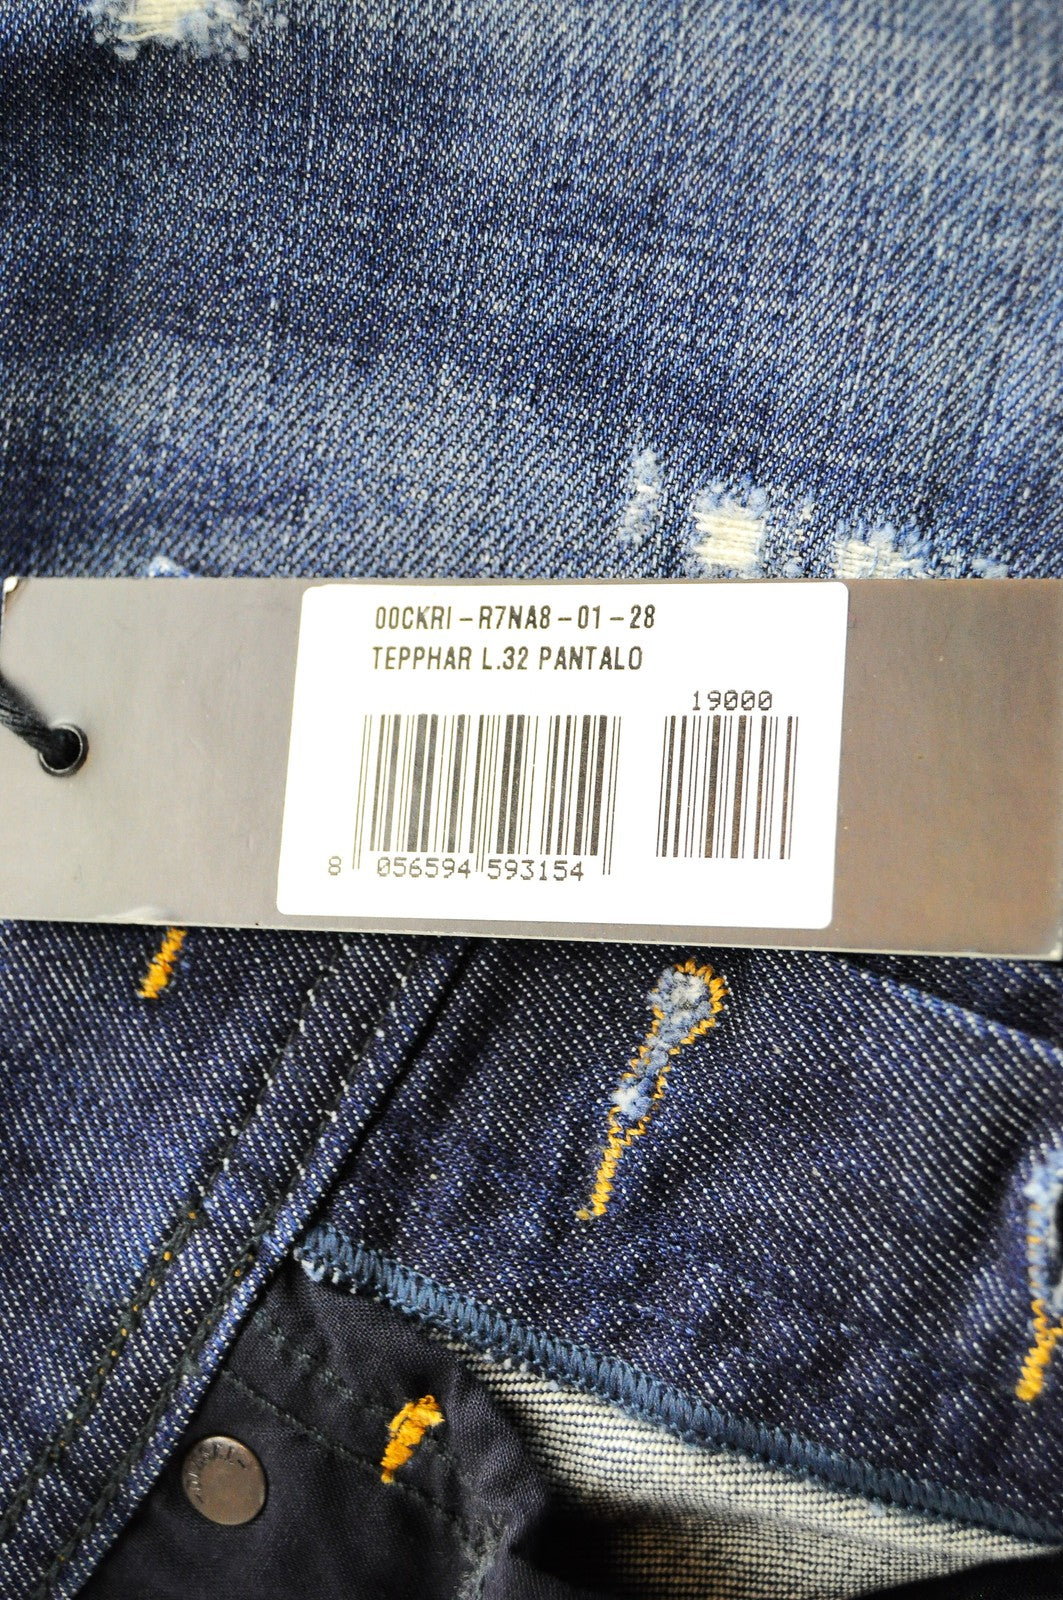 00CKRI-R7NA8-01-28
TEPPHAR L.32 PANTALO
19000
8 056594 593154